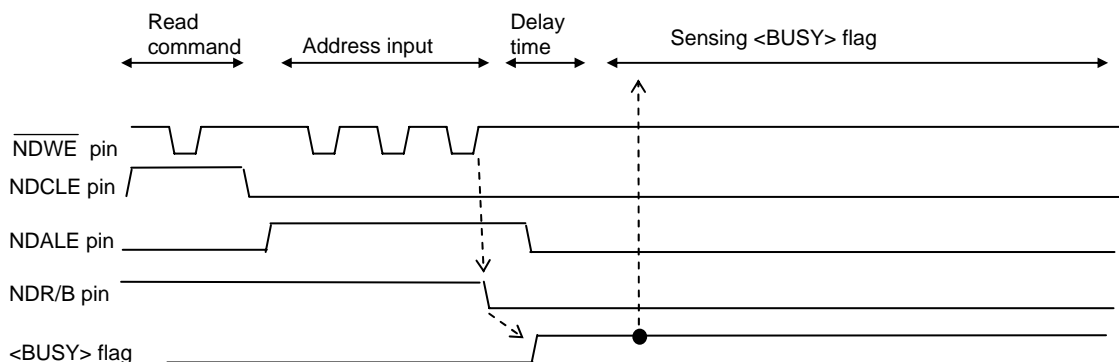 Read command
Address input
Delay time
Sensing <BUSY> flag
NDWE pin
NDCLE pin
NDALE pin
NDR/B pin
<BUSY> flag